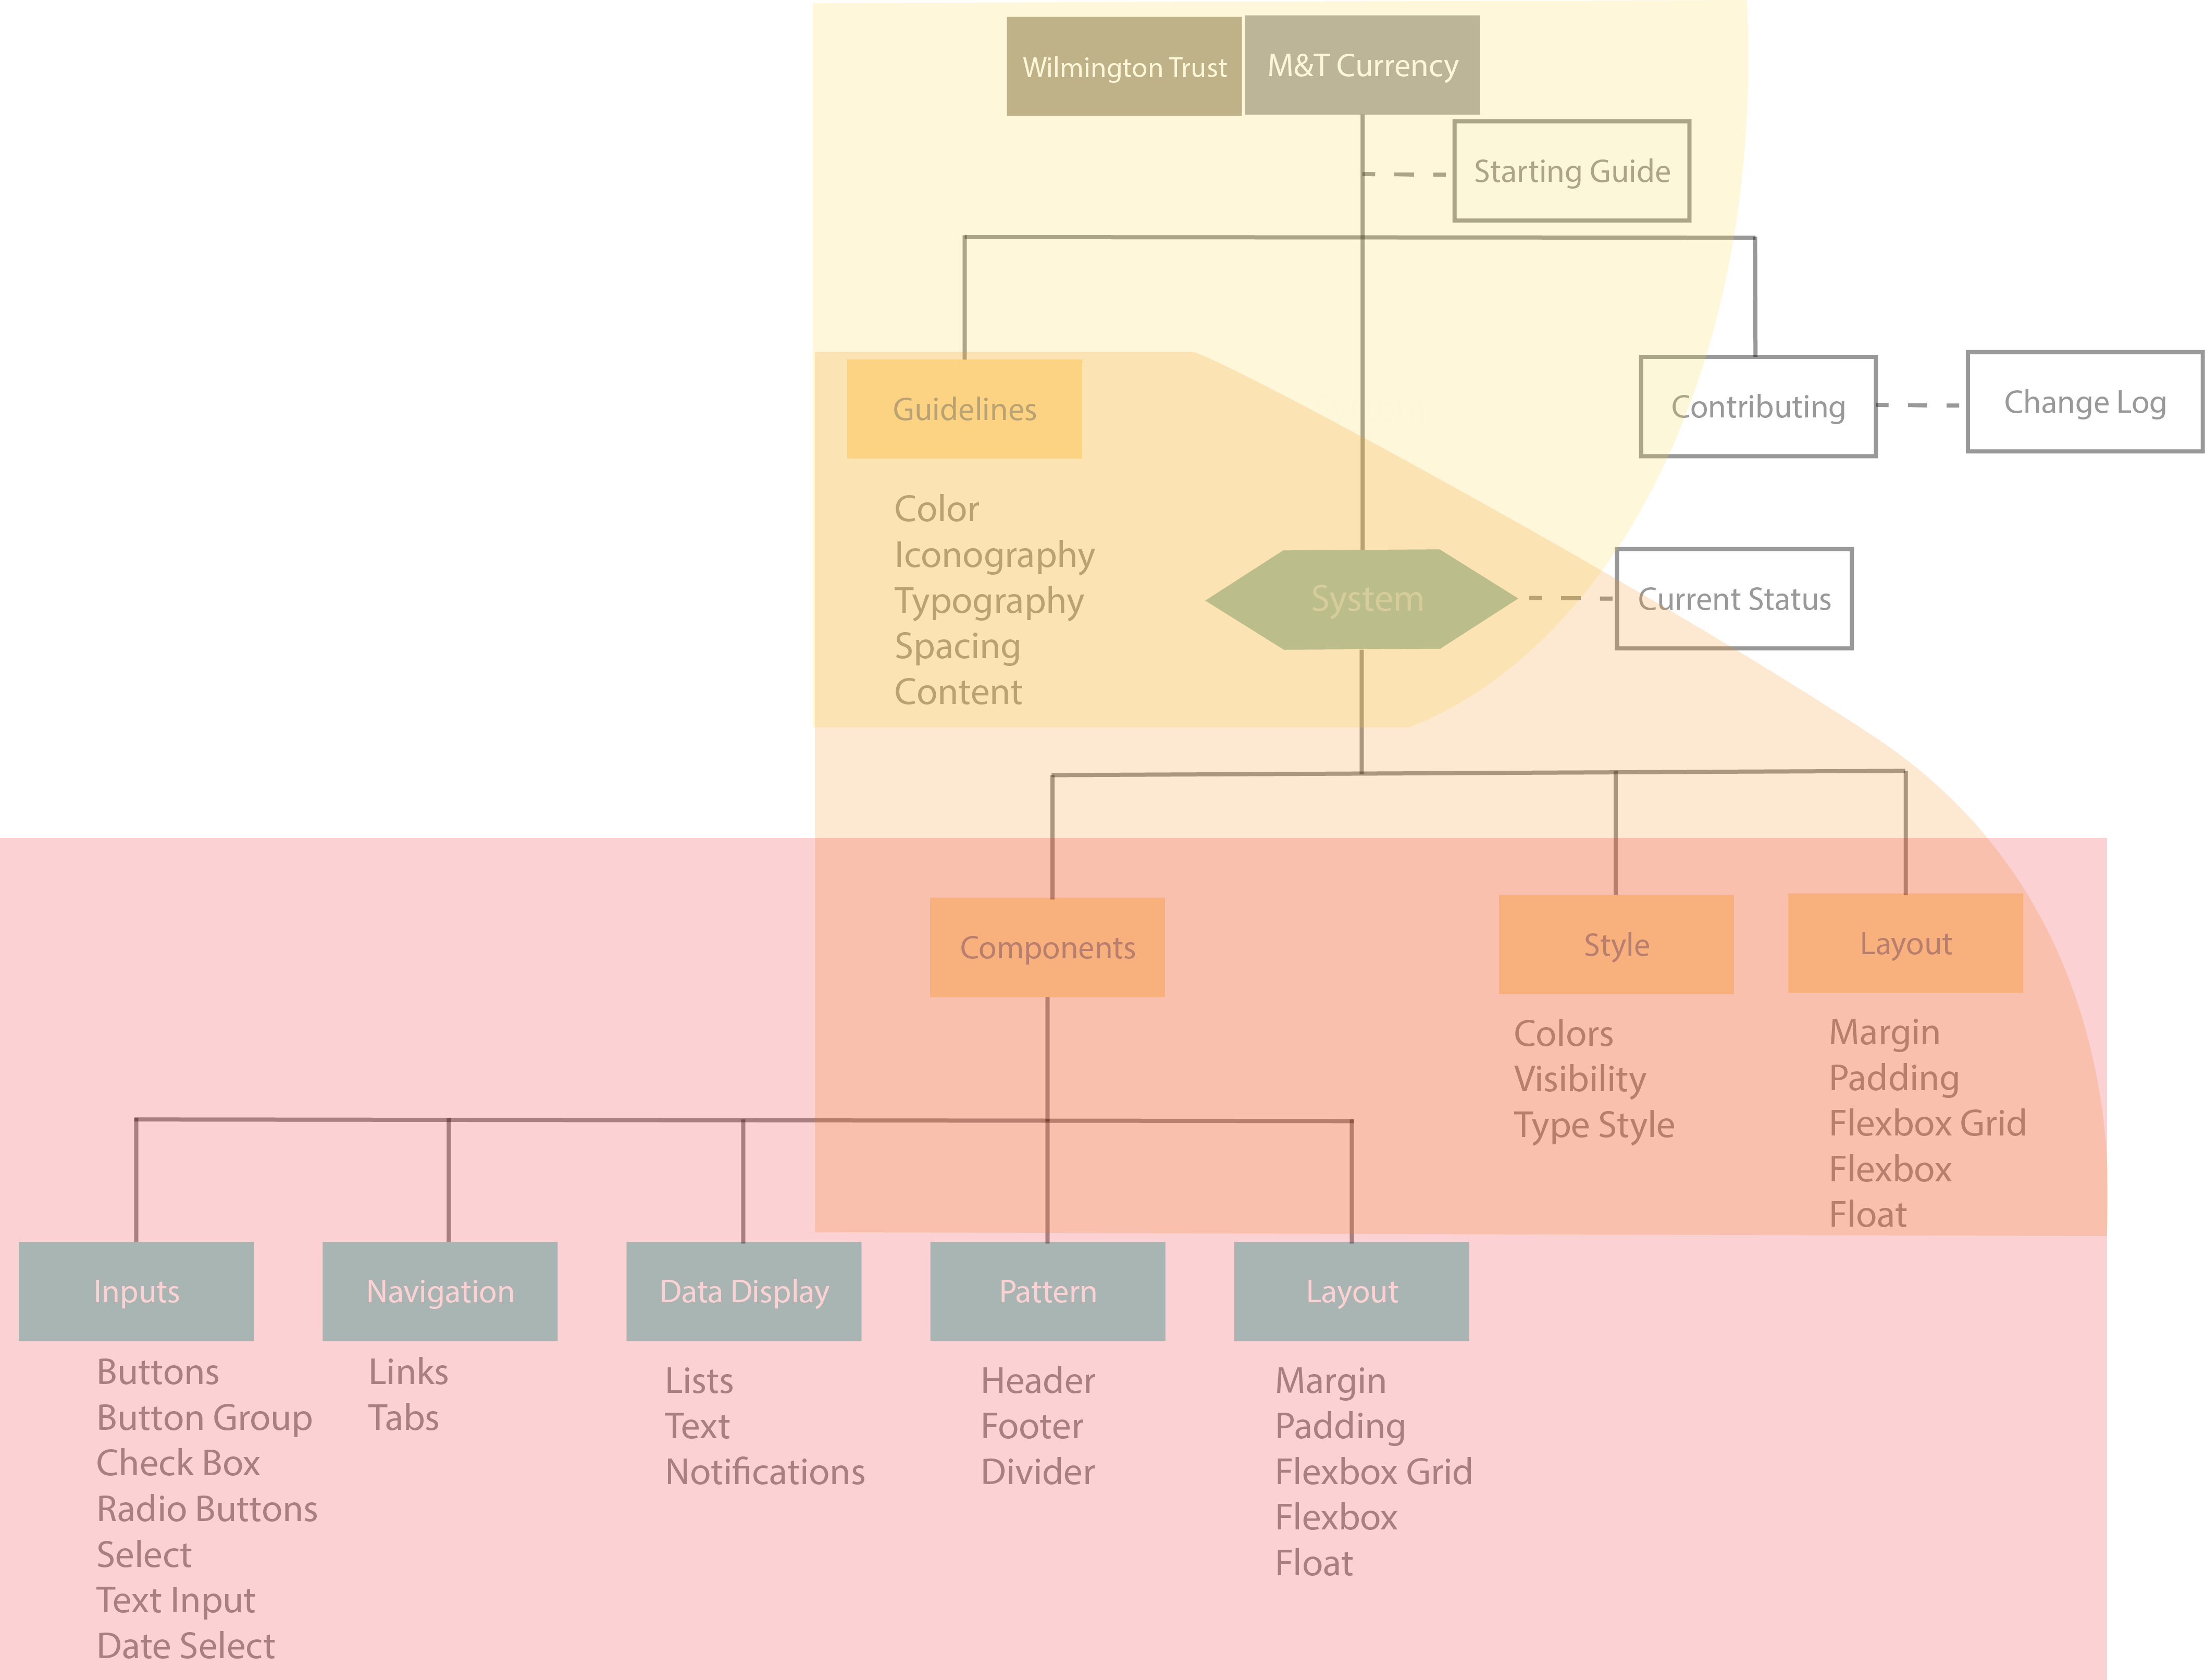 Wilmington Trust
M&T Currency
Starting Guide
Guidelines
Contributing
Change Log
Color
Iconography
Typography
Spacing
Content
System
Current Status
Components
Style
Layout
Colors
Visibility
Type Style
Margin
Padding
Flexbox Grid
Flexbox
Float
Inputs
Navigation
Data Display
Pattern
Layout
Buttons
Button Group
Check Box
Radio Buttons
Select
Text Input
Date Select
Links
Tabs
Lists
Text
Notifications
Header
Footer
Divider
Margin
Padding
Flexbox Grid
Flexbox
Float